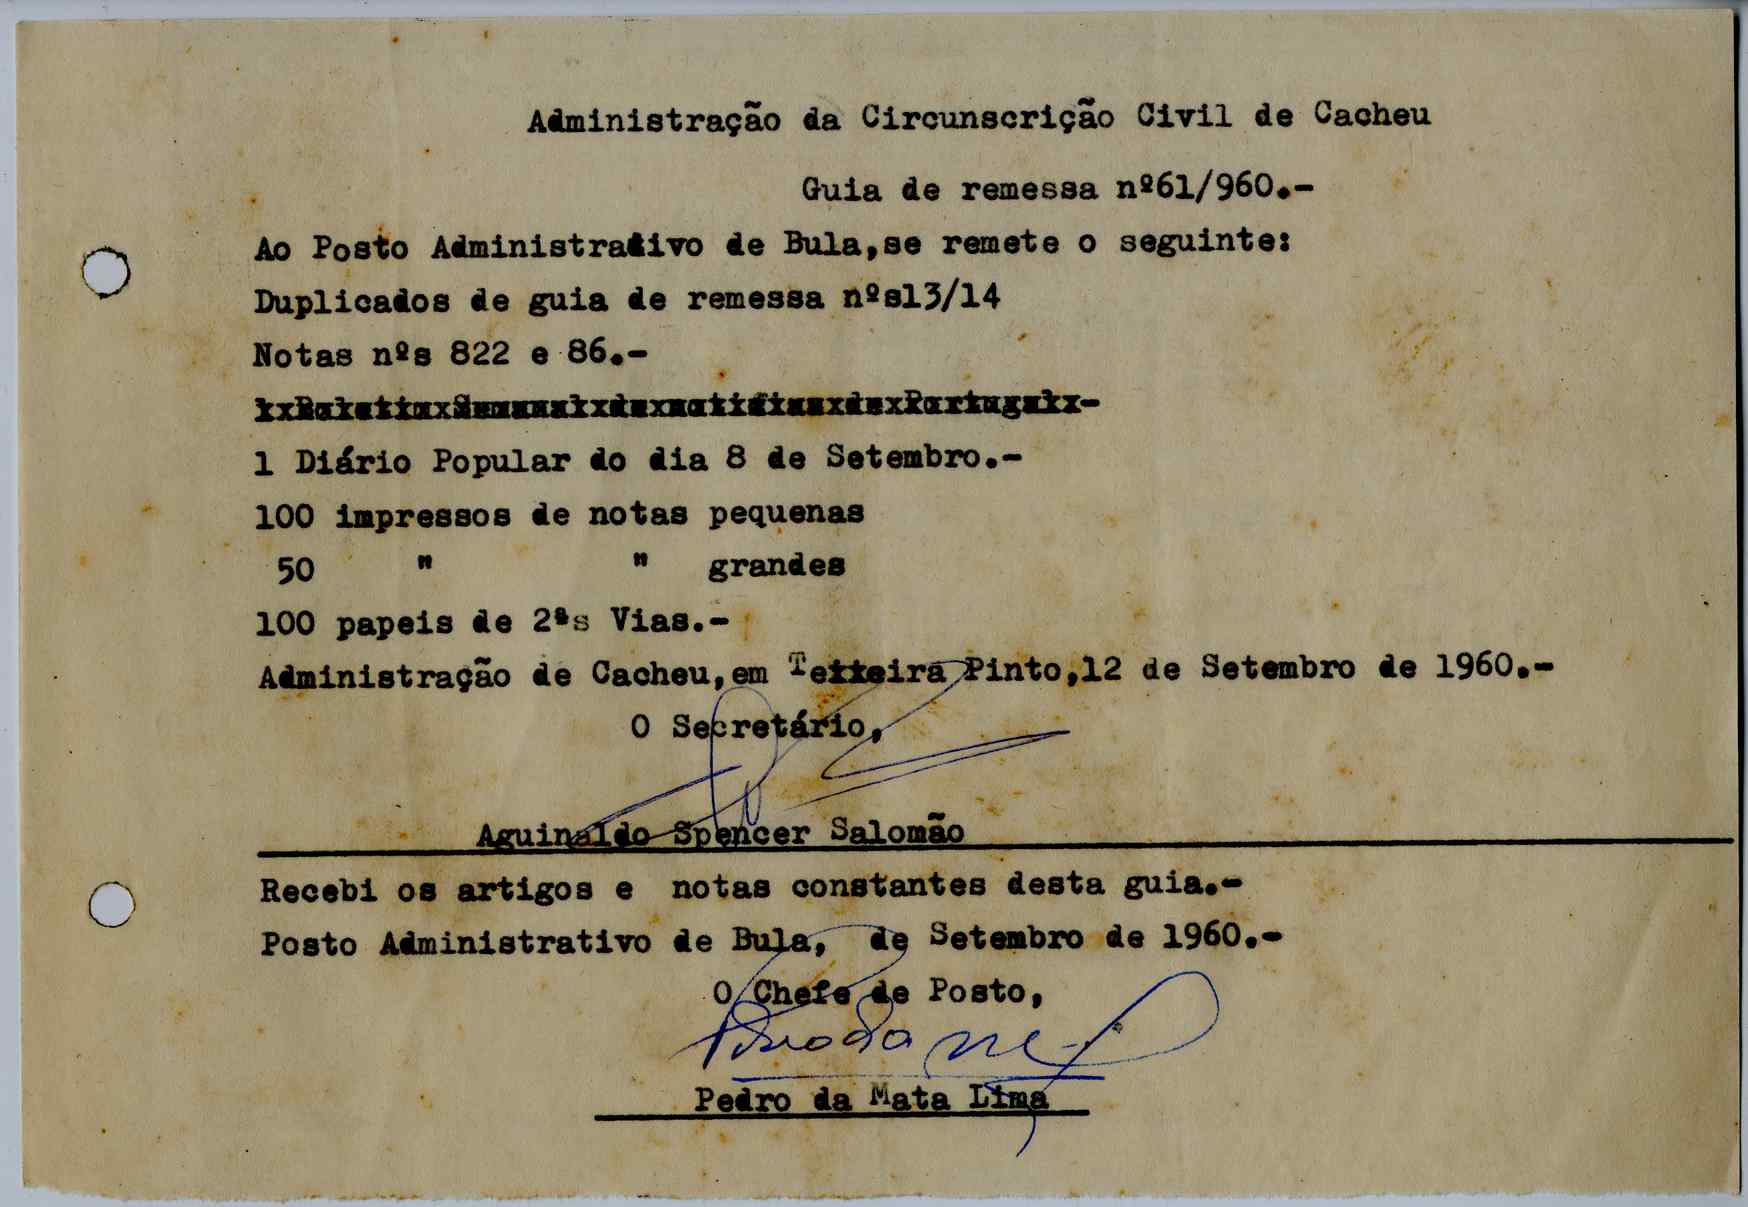 Administração da Circunscrição Civil de Cacheu
Guia de remessa nº61/960.-
Ao Posto Administrativo de Bula,se remete o seguinte:
Duplicados de guia de remessa nºs13/14
Notas nºs 822 e 86.-
1 Diário Popular do dia 8 de Setembro.-
100 impressos de notas pequenas
50 " " grandes
100 papeis de 2ªs Vias.-
Administração de Cacheu,em Teixeira Pinto,12 de Setembro de 1960.-
O Secretário,
Aguinaldo Spencer Salomão
Recebi os artigos e notas constantes desta guia.-
Posto Administrativo de Bula, de Setembro de 1960.-
O Chefe de Posto,
Pedro da Mata Lima